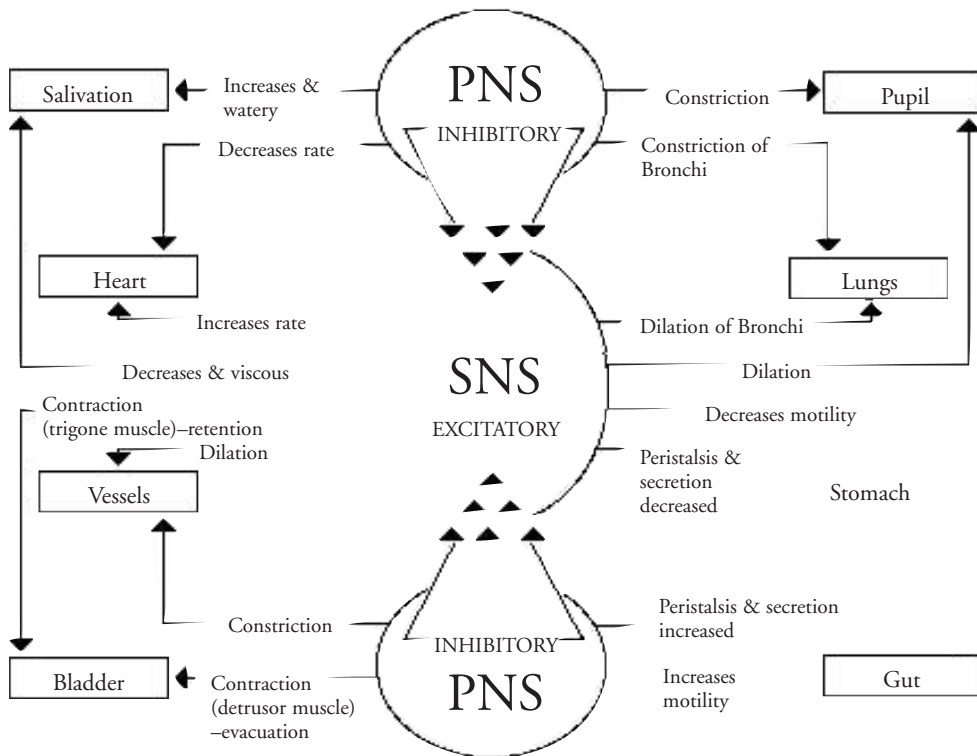 PNS
INHIBITORY
Salivation
Increases &
watery
Decreases rate
Constriction
Pupil
Constriction of
Bronchi
Heart
Increases rate
Lungs
Dilation of Bronchi
SNS
EXCITATORY
Decreases & viscous
Dilation
Contraction
(trigone muscle)–retention
Dilation
Vessels
Decreases motility
Peristalsis &
secretion
decreased
Stomach
Constriction
INHIBITORY
PNS
Peristalsis & secretion
increased
Bladder
Contraction
(detrusor muscle)
–evacuation
Increases
motility
Gut